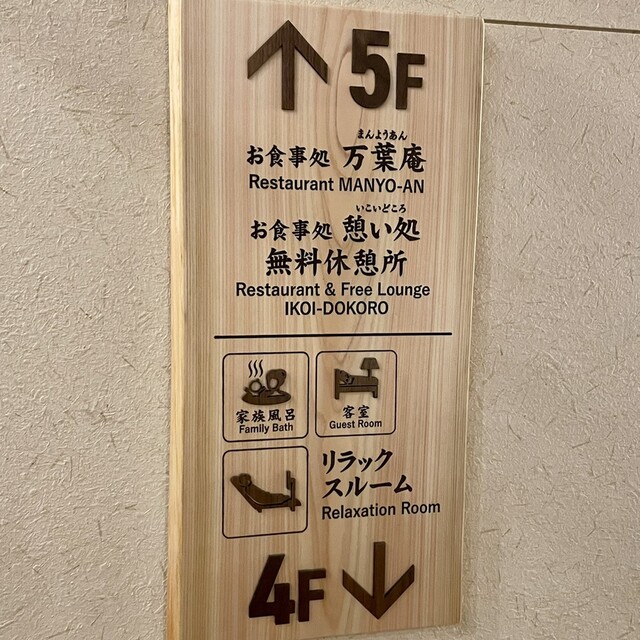 ↑ 5F
まんようあん
お食事処 万葉庵
Restaurant MANYO-AN
いこいどころ
お食事処 憩い処
無料休憩所
Restaurant & Free Lounge
IKOI-DOKORO
家族風呂
Family Bath
客室
Guest Room
リラック
スルーム
Relaxation Room
4F ↓